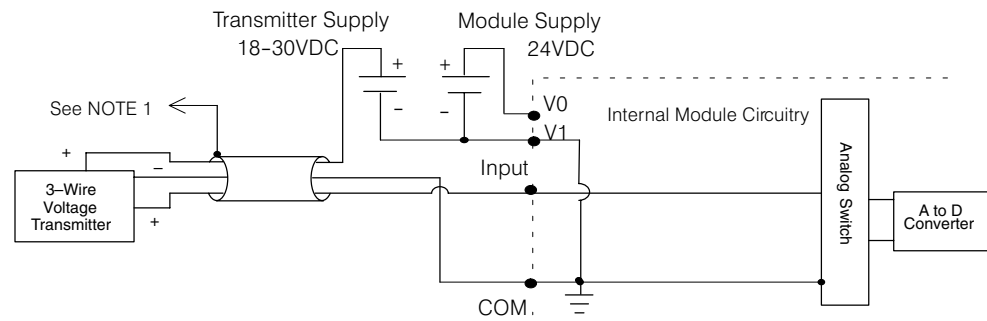 Transmitter Supply
18–30VDC
Module Supply
24VDC
+
–
+
–
See NOTE 1
V0
V1
Internal Module Circuitry
Input
+
–
+
3–Wire
Voltage
Transmitter
Analog Switch
A to D
Converter
COM